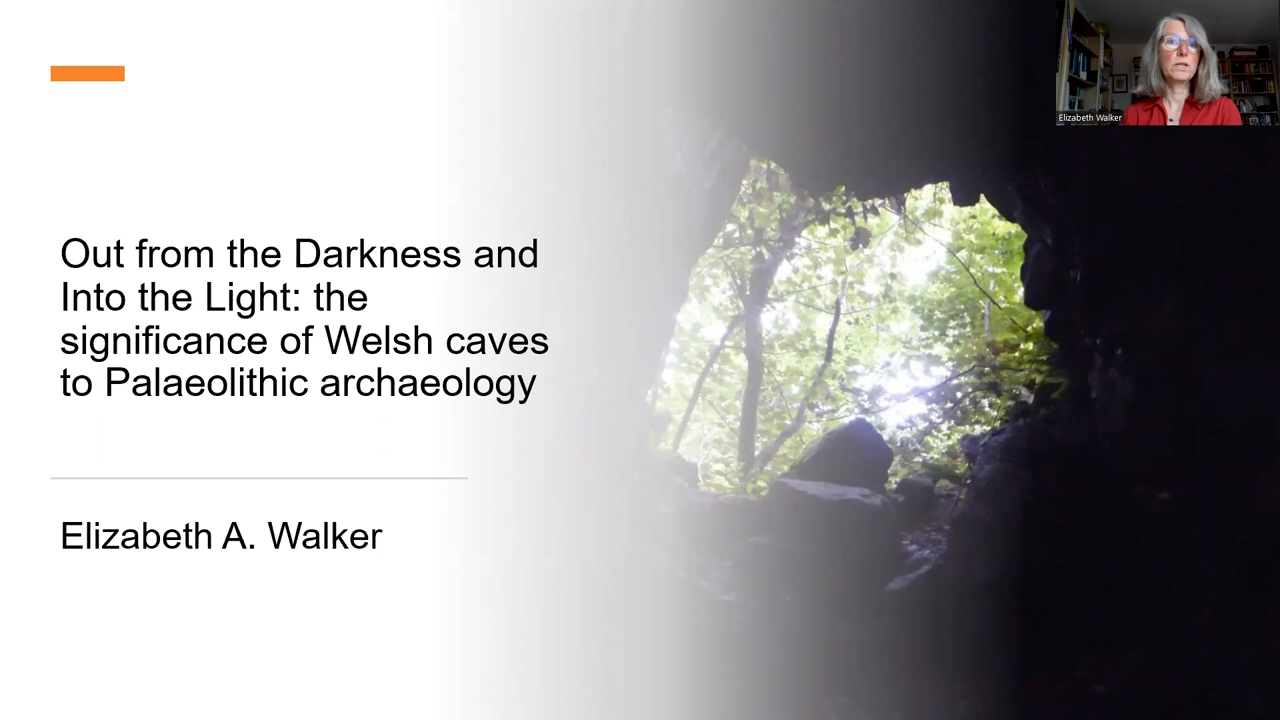 Elizabeth Walker
Out from the Darkness and
Into the Light: the
significance of Welsh caves
to Palaeolithic archaeology
Elizabeth A. Walker